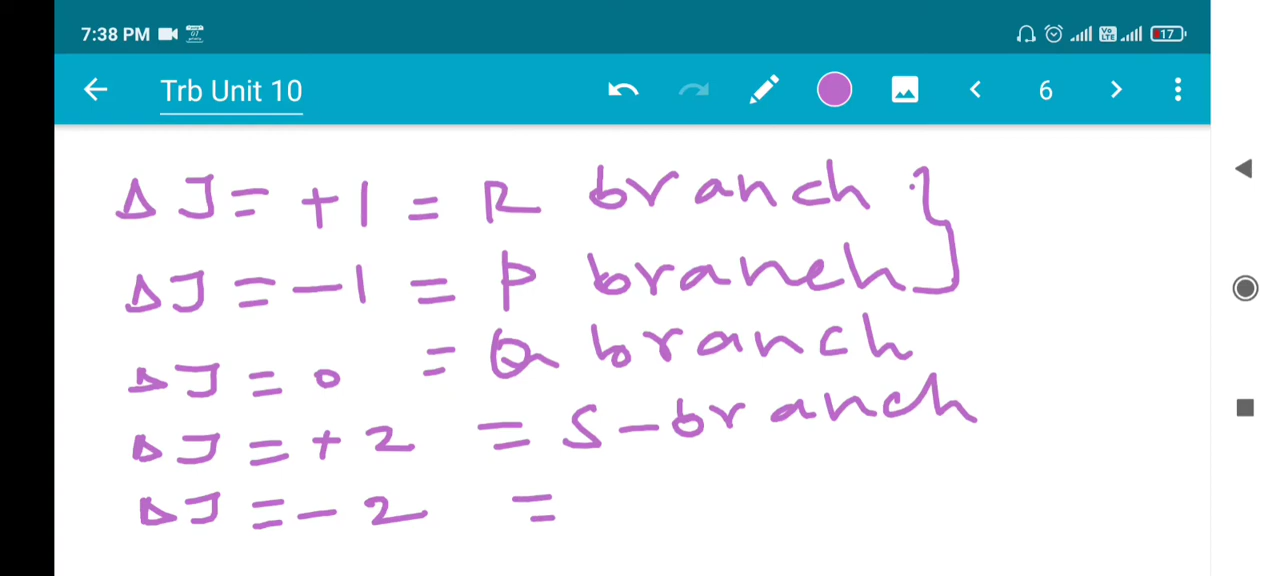 7:38 PM 17
Trb Unit 10 6
ΔJ = +1 = R branch
ΔJ = -1 = P branch
ΔJ = 0 = Q branch
ΔJ = +2 = S-branch
ΔJ = -2 =